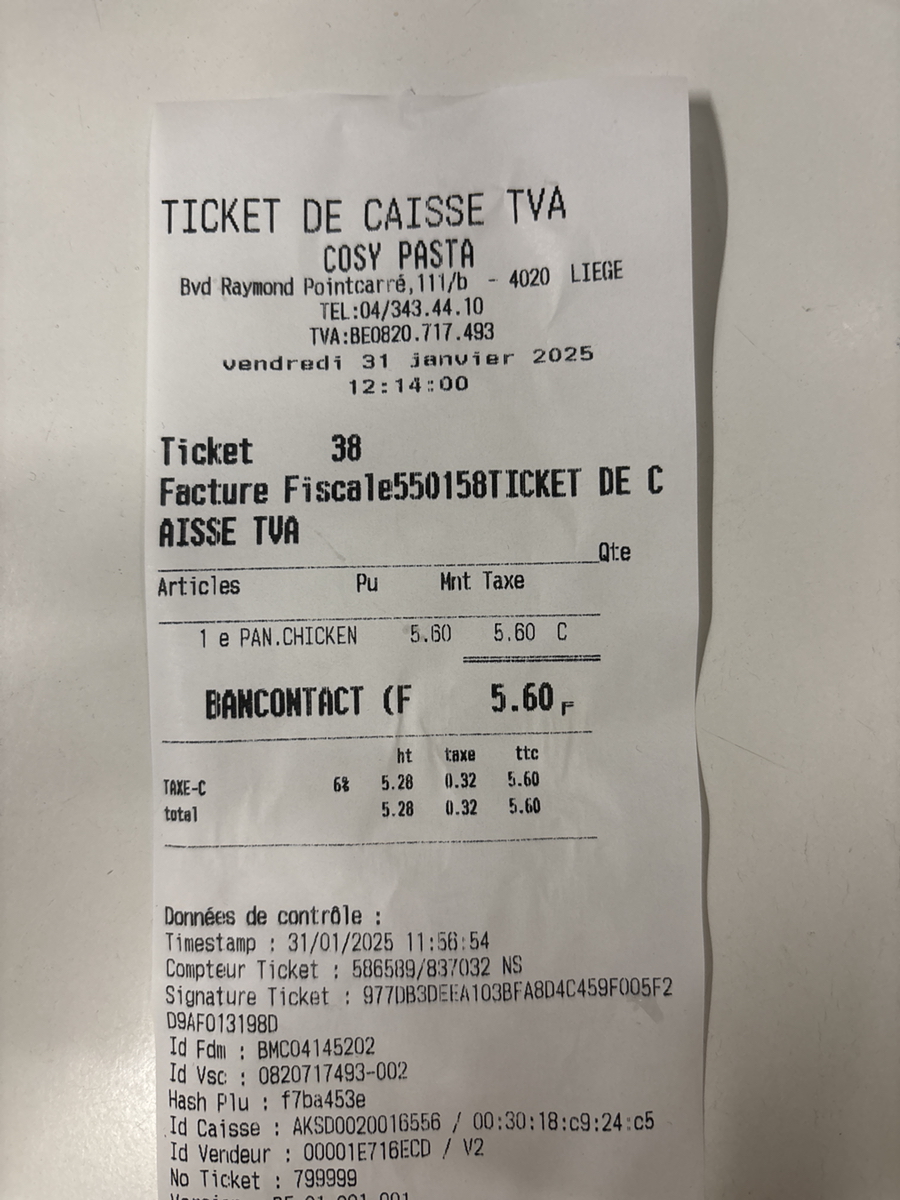 TICKET DE CAISSE TVA
COSY PASTA
Bvd Raymond Pointcarré,111/b - 4020 LIEGE
TEL:04/343.44.10
TVA:BE0820.717.493
vendredi 31 janvier 2025
12:14:00
Ticket 38
Facture Fiscale550158TICKET DE C
AISSE TVA
Qte
Articles Pu Mnt Taxe
1 e PAN.CHICKEN 5.60 5.60 C
BANCONTACT (F 5.60 F
ht taxe ttc
TAXE-C 6% 5.28 0.32 5.60
total 5.28 0.32 5.60
Données de contrôle :
Timestamp : 31/01/2025 11:56:54
Compteur Ticket : 586589/837032 NS
Signature Ticket : 977DB3DEEA103BFA8D4C459F005F2
D9AF013198D
Id Fdm : BMC04145202
Id Vsc : 0820717493-002
Hash Plu : f7ba453e
Id Caisse : AKSD0020016556 / 00:30:18:c9:24:c5
Id Vendeur : 00001E716ECD / V2
No Ticket : 799999